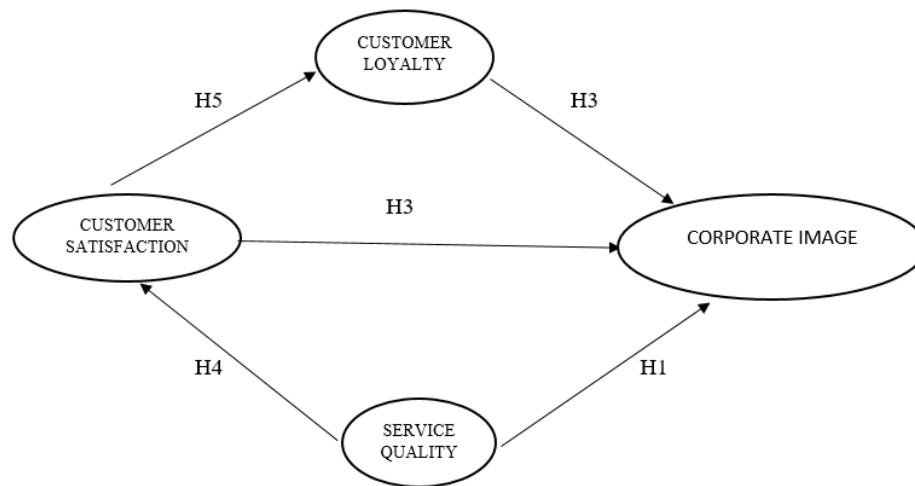 CUSTOMER
LOYALTY
H5
H3
CUSTOMER
SATISFACTION
H3
CORPORATE IMAGE
H4
H1
SERVICE
QUALITY